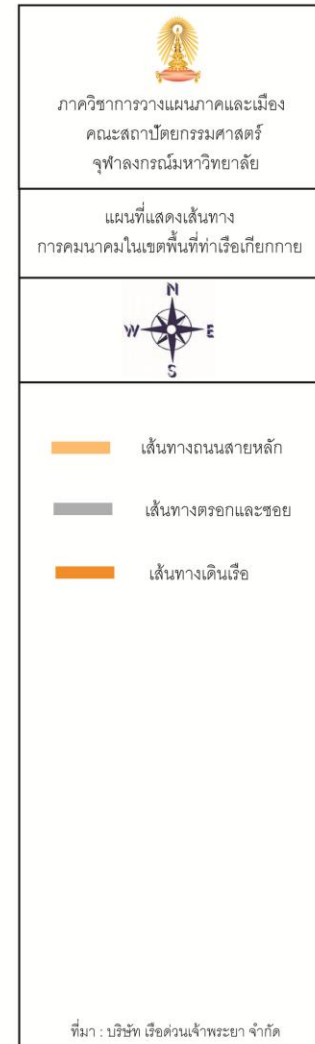 ภาควิชาการวางแผนภาคและเมือง
คณะสถาปัตยกรรมศาสตร์
จุฬาลงกรณ์มหาวิทยาลัย
แผนที่แสดงเส้นทาง
การคมนาคมในเขตพื้นที่ท่าเรือเกียกกาย
N
W E
S
เส้นทางถนนสายหลัก
เส้นทางตรอกและซอย
เส้นทางเดินเรือ
ที่มา : บริษัท เรือด่วนเจ้าพระยา จำกัด